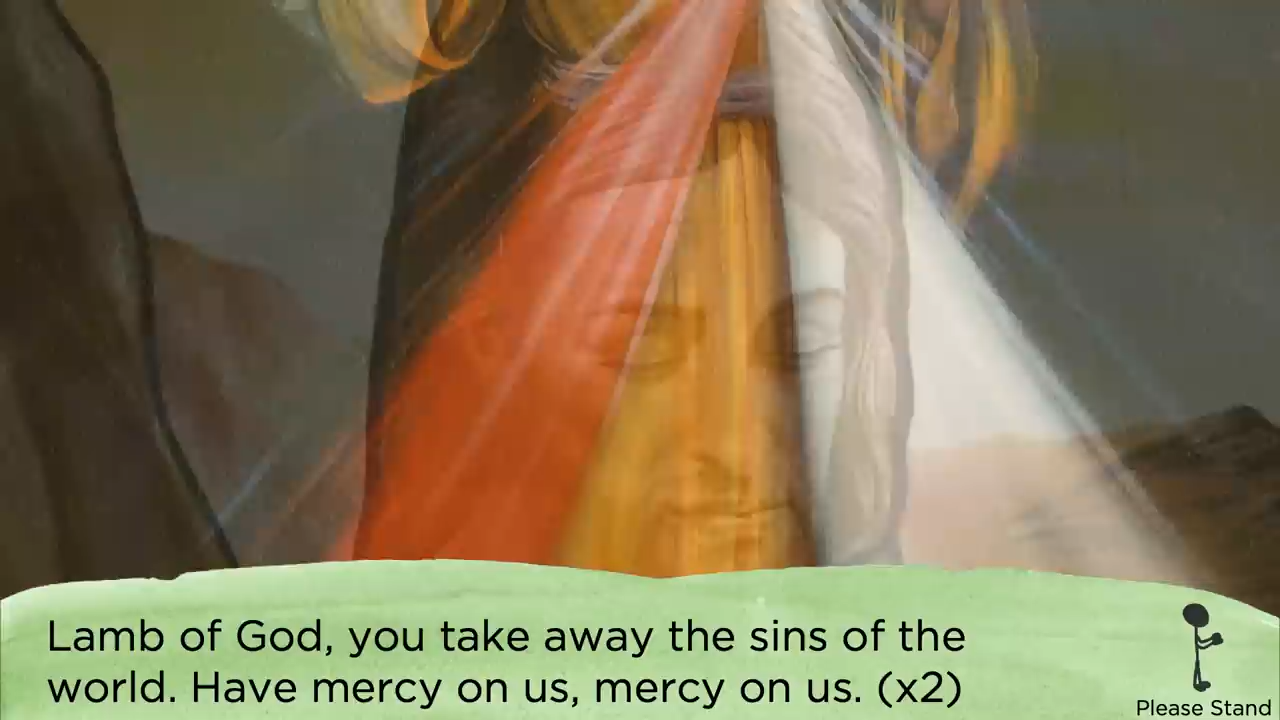 Lamb of God, you take away the sins of the
world. Have mercy on us, mercy on us. (x2)
Please Stand